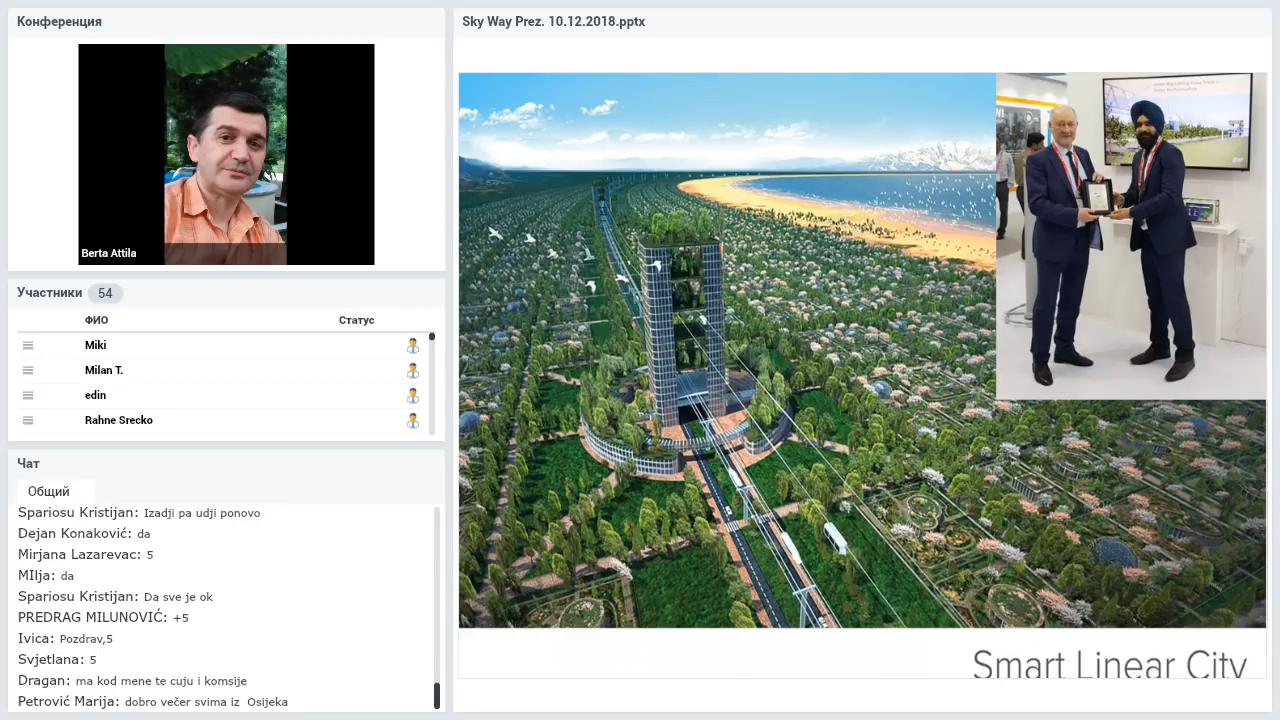 Конференция
Berta Attila
Участники 54
ФИО Статус
Miki
Milan T.
edin
Rahne Srecko
Чат
Общий
Spariosu Kristijan: Izadji pa udji ponovo
Dejan Konaković: da
Mirjana Lazarevac: 5
MIlja: da
Spariosu Kristijan: Da sve je ok
PREDRAG MILUNOVIĆ: +5
Ivica: Pozdrav,5
Svjetlana: 5
Dragan: ma kod mene te cuju i komsije
Petrović Marija: dobro večer svima iz Osijeka
Sky Way Prez. 10.12.2018.pptx
Smart Linear City